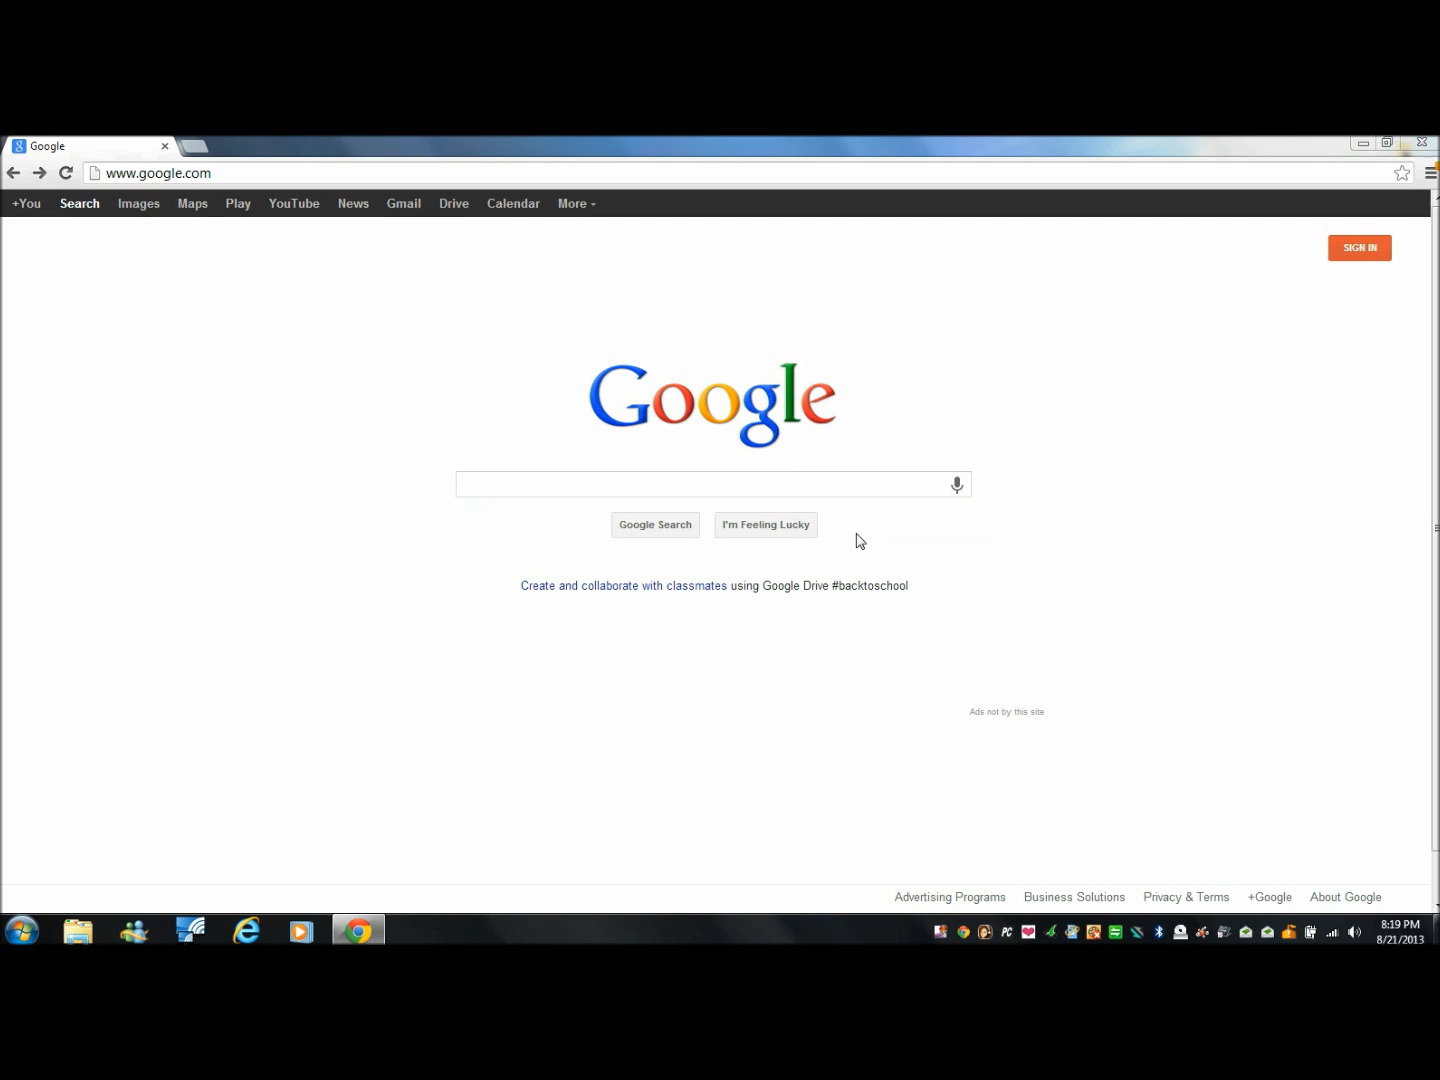 Google
www.google.com
+You Search Images Maps Play YouTube News Gmail Drive Calendar More
SIGN IN
Google
Google Search I'm Feeling Lucky
Create and collaborate with classmates using Google Drive #backtoschool
Ads not by this site
Advertising Programs Business Solutions Privacy & Terms +Google About Google
PC
8:19 PM
8/21/2013